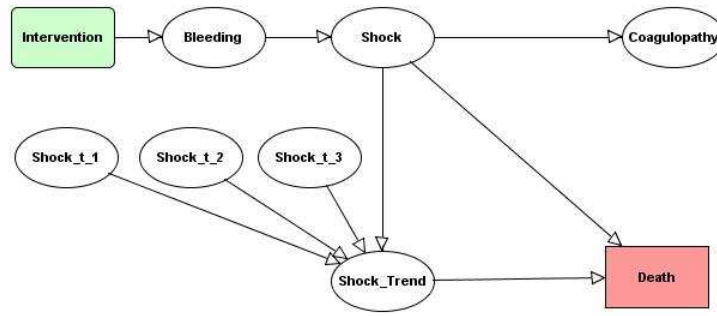 Intervention
Bleeding
Shock
Coagulopathy
Shock_t_1
Shock_t_2
Shock_t_3
Shock_Trend
Death